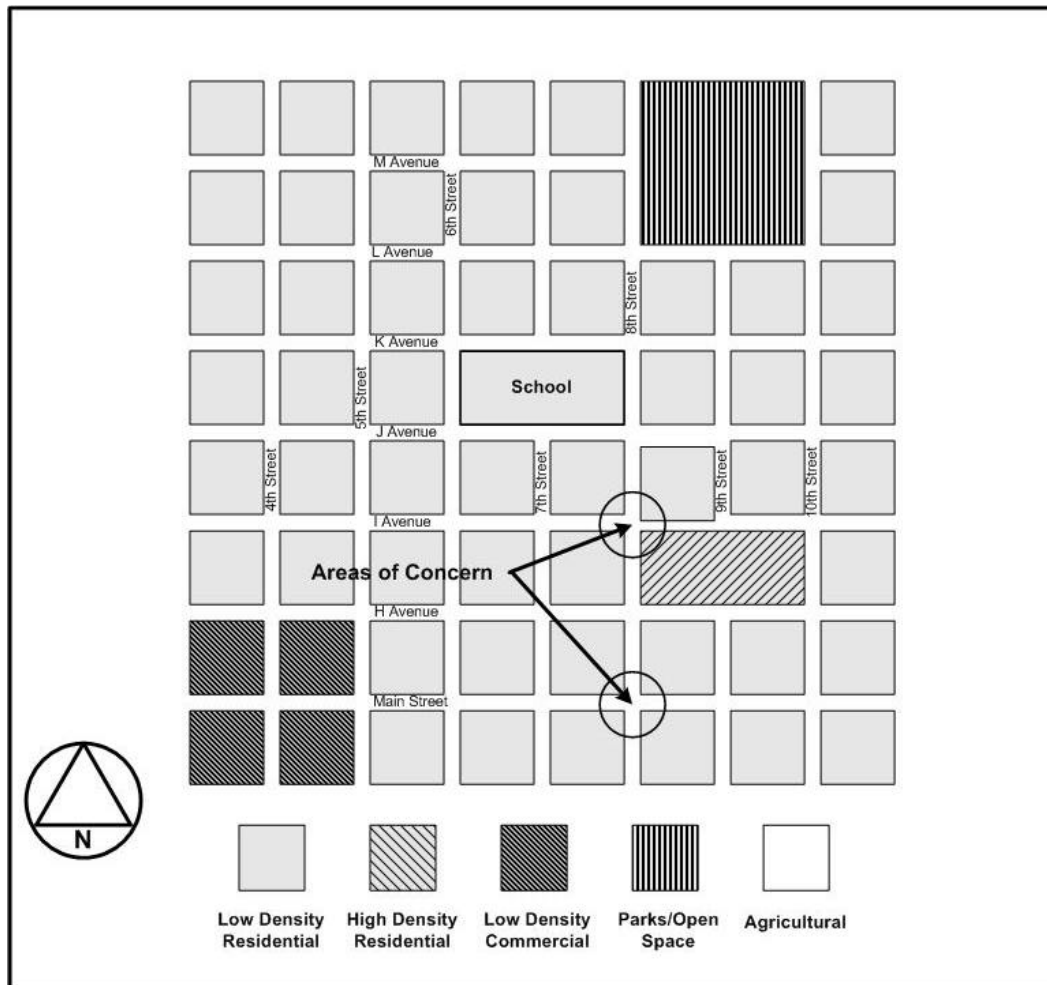 M Avenue
6th Street
L Avenue
8th Street
K Avenue
School
5th Street
J Avenue
4th Street
7th Street
9th Street
10th Street
I Avenue
Areas of Concern
H Avenue
Main Street
N
Low Density
Residential
High Density
Residential
Low Density
Commercial
Parks/Open
Space
Agricultural